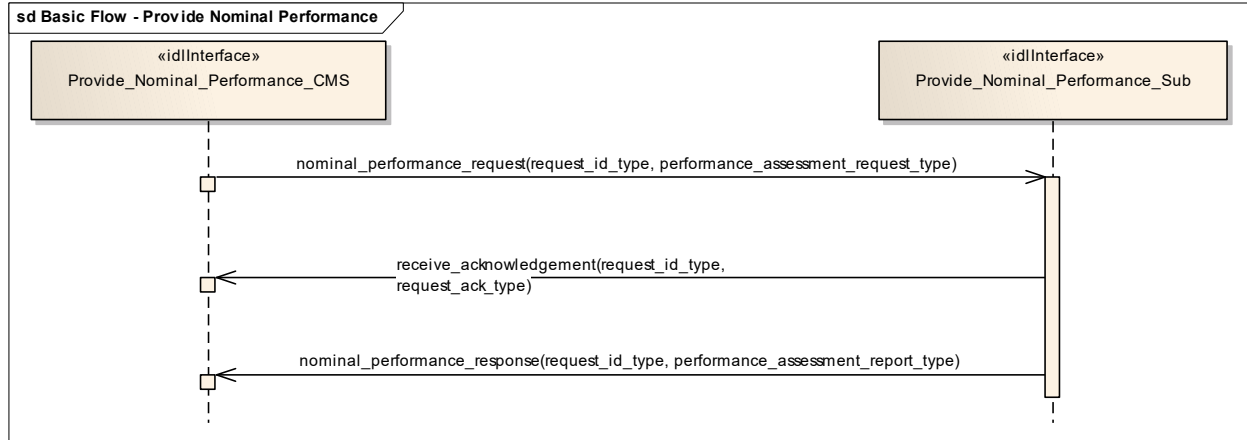 sd Basic Flow - Provide Nominal Performance
«idlInterface»
Provide_Nominal_Performance_CMS
«idlInterface»
Provide_Nominal_Performance_Sub
nominal_performance_request(request_id_type, performance_assessment_request_type)
receive_acknowledgement(request_id_type,
request_ack_type)
nominal_performance_response(request_id_type, performance_assessment_report_type)